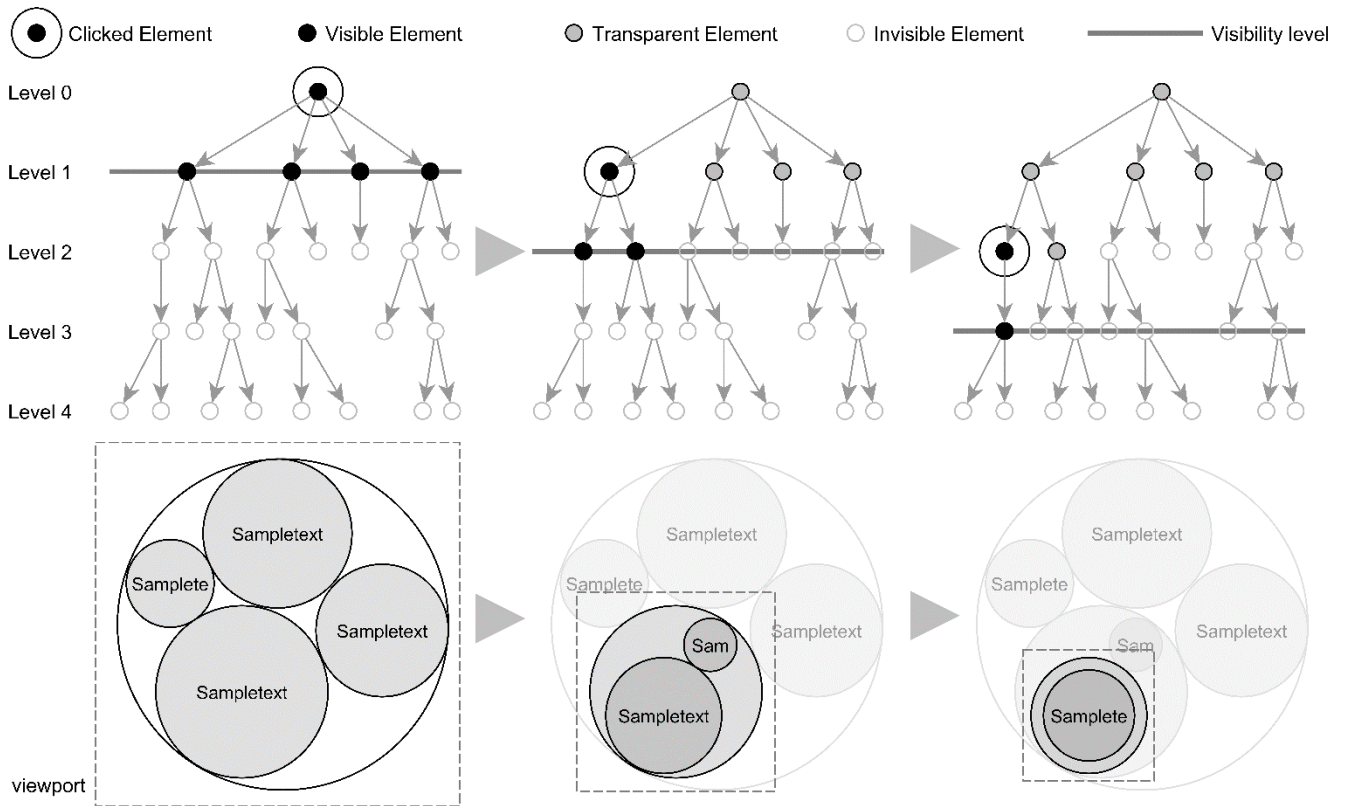 Clicked Element
Visible Element
Transparent Element
Invisible Element
Visibility level
Level 0
Level 1
Level 2
Level 3
Level 4
Sampletext
Samplete
Sampletext
Sampletext
Sampletext
Samplete
Sampletext
Sam
Sampletext
Sampletext
Samplete
Sampletext
Sam
Samplete
viewport